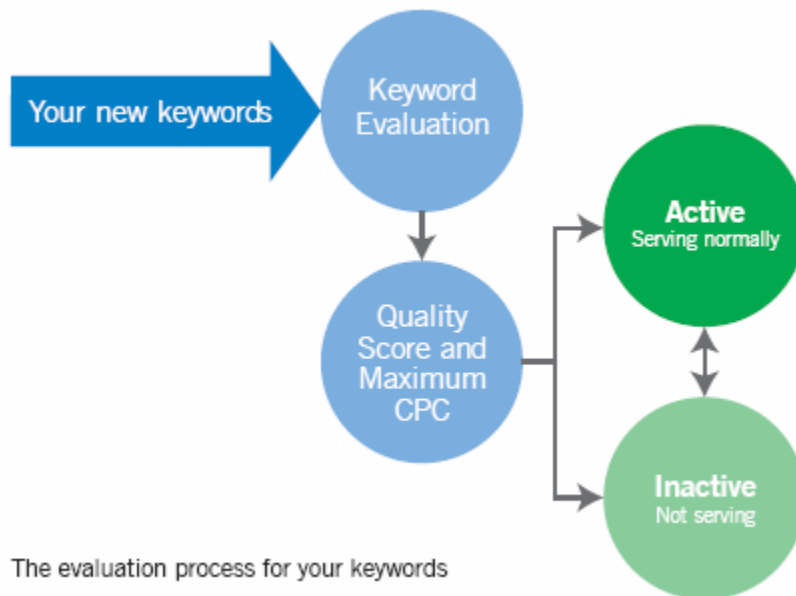 Your new keywords
Keyword
Evaluation
Quality
Score and
Maximum
CPC
Active
Serving normally
Inactive
Not serving
The evaluation process for your keywords